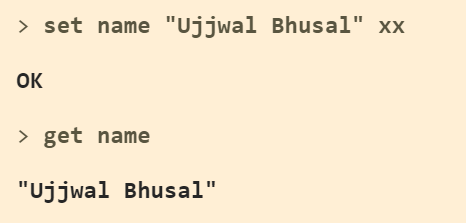 > set name "Ujjwal Bhusal" xx
OK
> get name
"Ujjwal Bhusal"